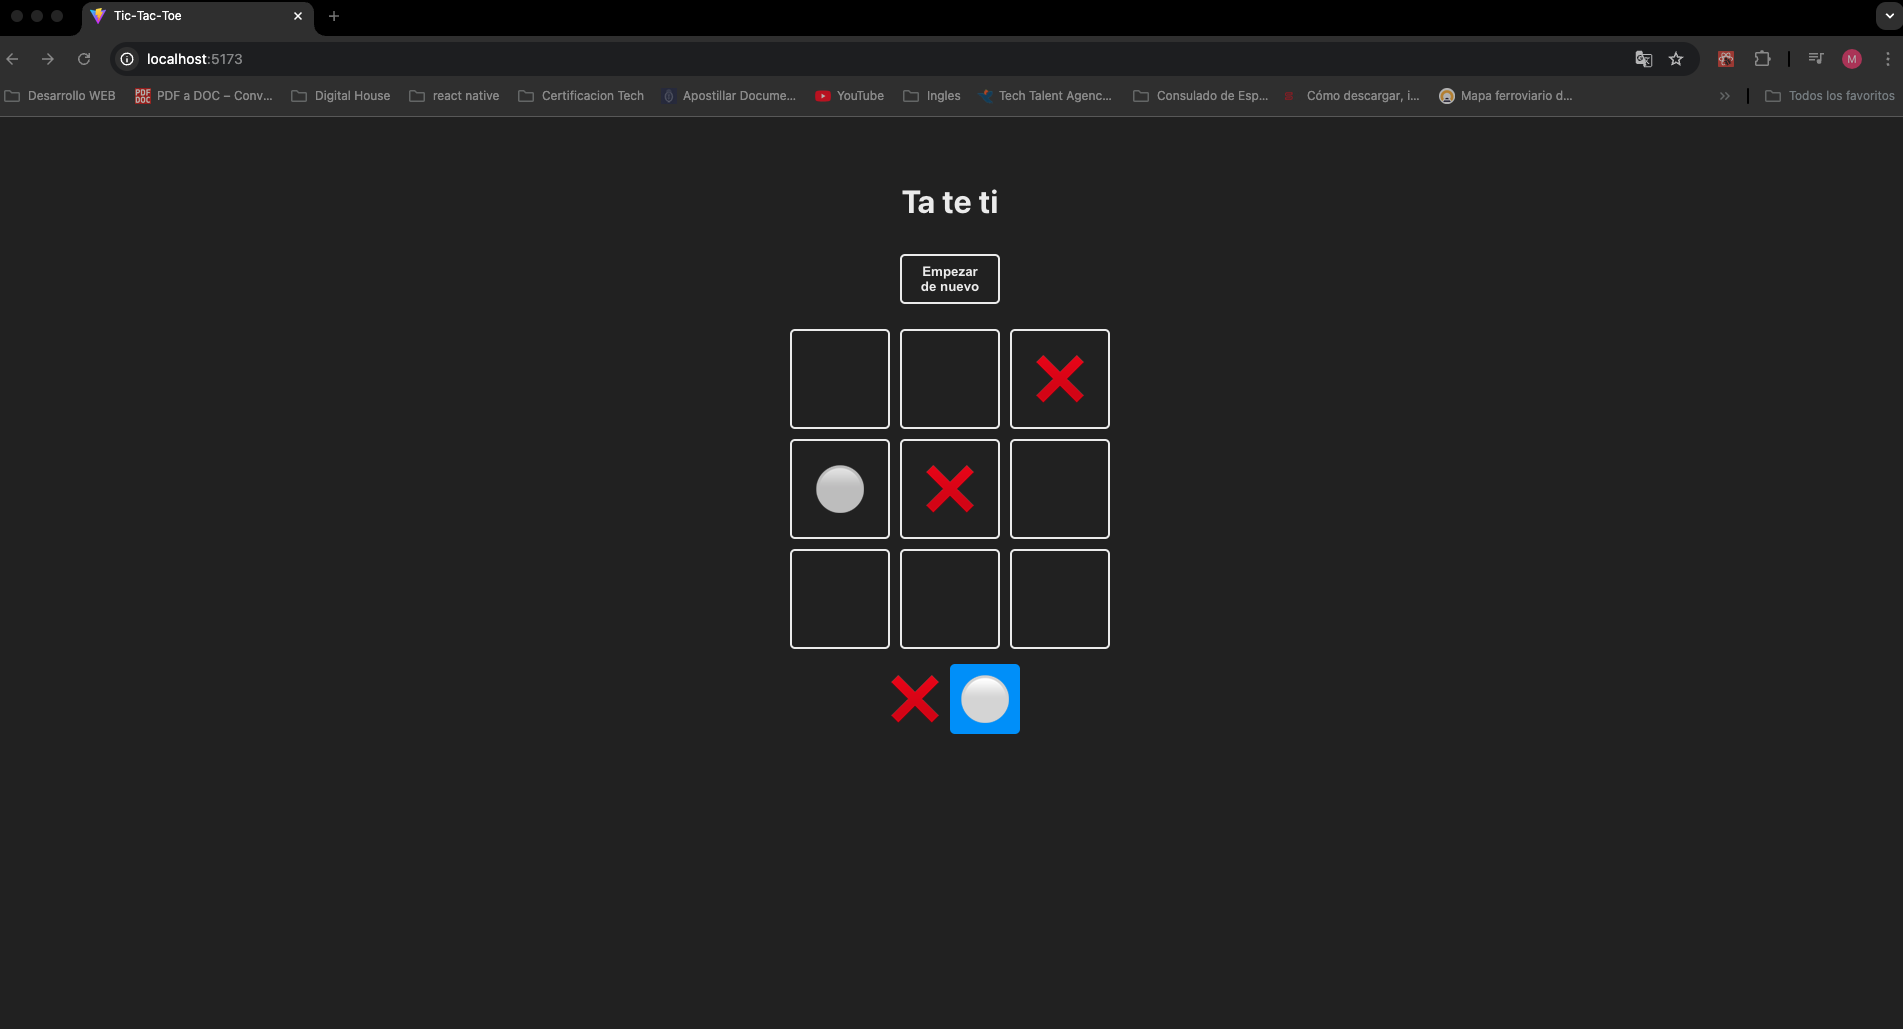 Tic-Tac-Toe
localhost:5173
M
Desarrollo WEB
PDF a DOC – Conv...
Digital House
react native
Certificacion Tech
Apostillar Docume...
YouTube
Ingles
Tech Talent Agenc...
Consulado de Esp...
Cómo descargar, i...
Mapa ferroviario d...
Todos los favoritos
Ta te ti
Empezar
de nuevo